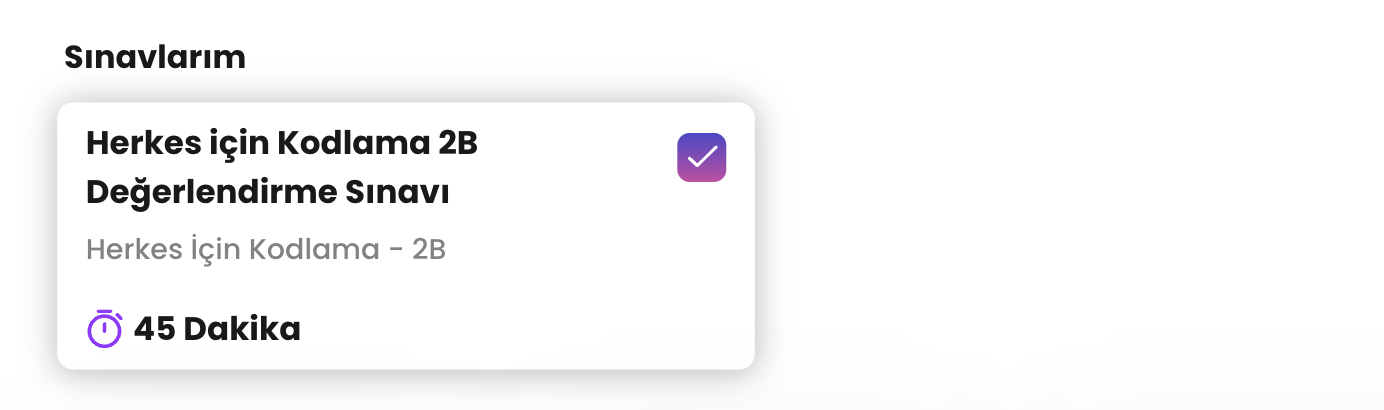 Sınavlarım
Herkes için Kodlama 2B
Değerlendirme Sınavı
Herkes İçin Kodlama - 2B
45 Dakika